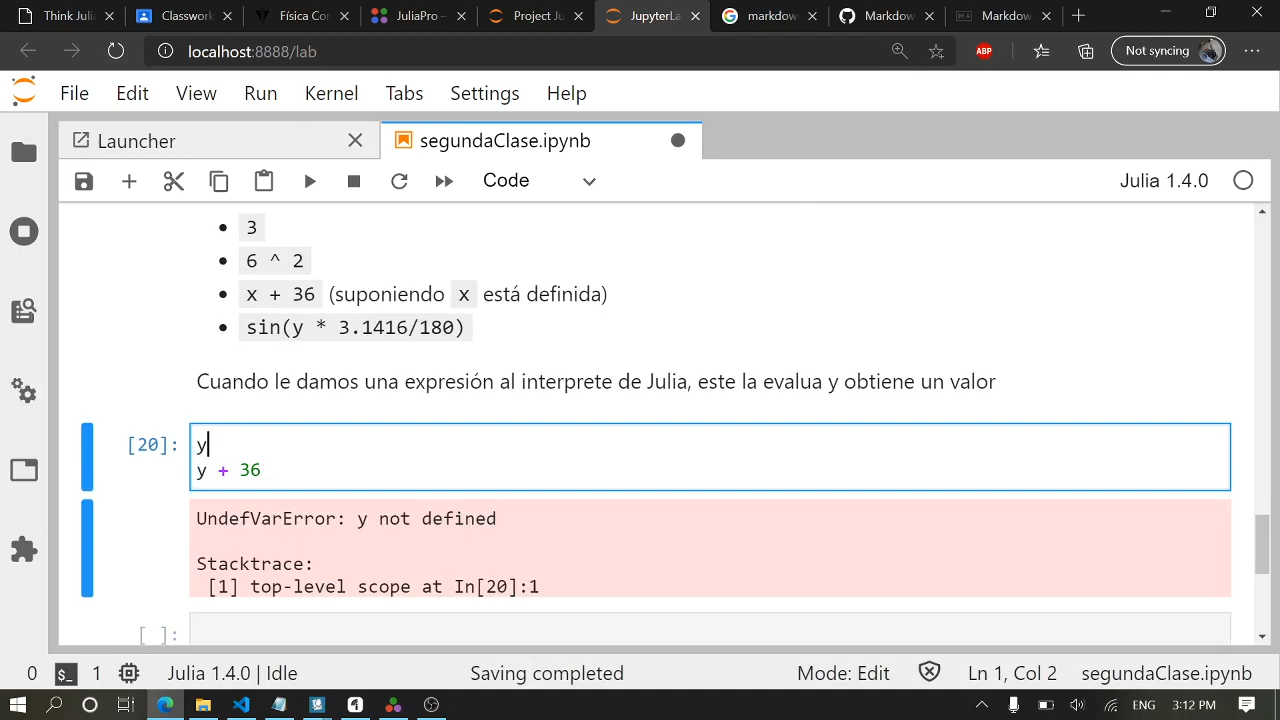 Think Julia
Classwork
Física Con
JuliaPro –
Project Ju
JupyterLa
markdow
Markdow
Markdow
localhost:8888/lab
ABP
Not syncing
File Edit View Run Kernel Tabs Settings Help
Launcher
segundaClase.ipynb
Code
Julia 1.4.0
3
6 ^ 2
x + 36 (suponiendo x está definida)
sin(y * 3.1416/180)
Cuando le damos una expresión al interprete de Julia, este la evalua y obtiene un valor
[20]:
y
y + 36
UndefVarError: y not defined
Stacktrace:
[1] top-level scope at In[20]:1
[ ]:
0 $_ 1 Julia 1.4.0 | Idle Saving completed Mode: Edit Ln 1, Col 2 segundaClase.ipynb
ENG 3:12 PM